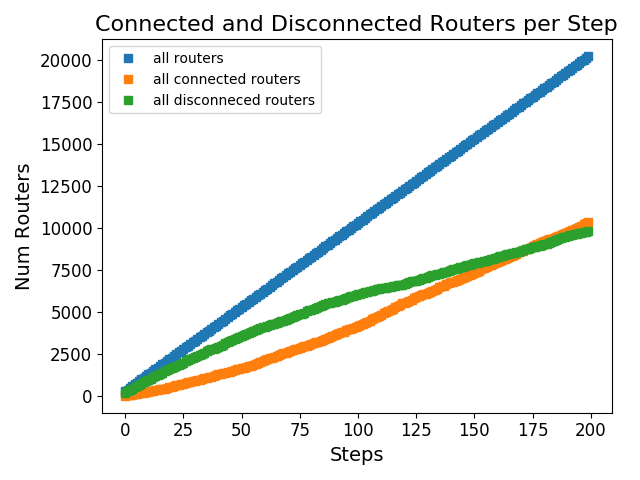 Connected and Disconnected Routers per Step
all routers
all connected routers
all disconneced routers
Num Routers
20000
17500
15000
12500
10000
7500
5000
2500
0
0 25 50 75 100 125 150 175 200
Steps